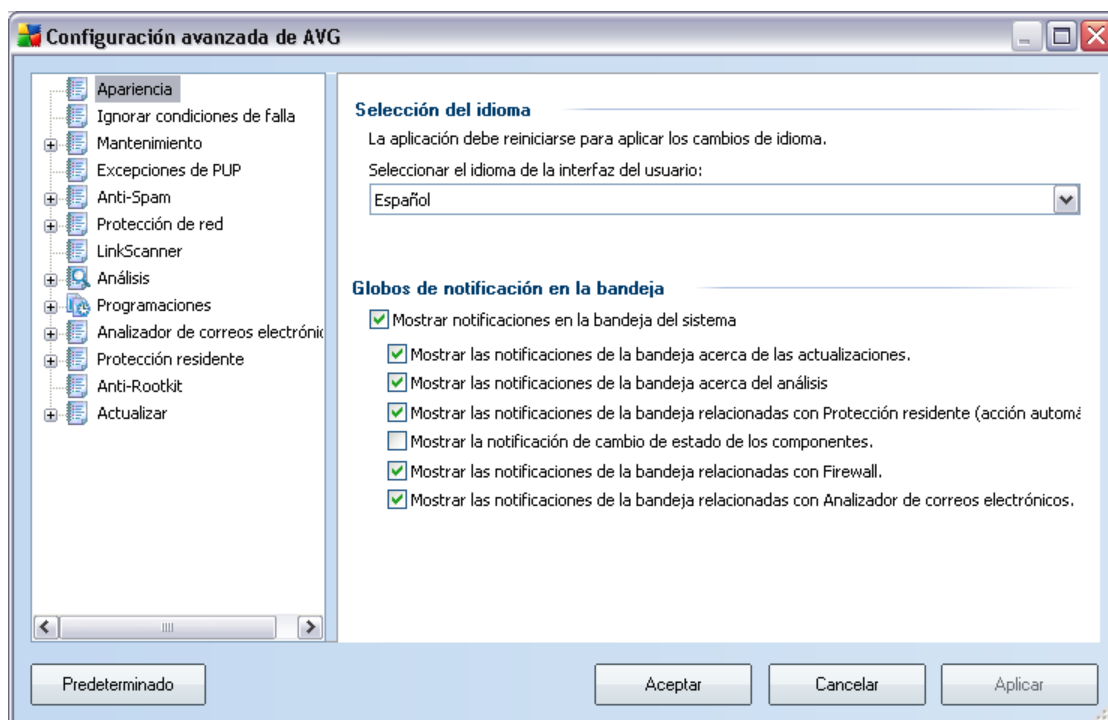 Configuración avanzada de AVG
Apariencia
Ignorar condiciones de falla
Mantenimiento
Excepciones de PUP
Anti-Spam
Protección de red
LinkScanner
Análisis
Programaciones
Analizador de correos electrónic
Protección residente
Anti-Rootkit
Actualizar
Selección del idioma
La aplicación debe reiniciarse para aplicar los cambios de idioma.
Seleccionar el idioma de la interfaz del usuario:
Español
Globos de notificación en la bandeja
Mostrar notificaciones en la bandeja del sistema
Mostrar las notificaciones de la bandeja acerca de las actualizaciones.
Mostrar las notificaciones de la bandeja acerca del análisis
Mostrar las notificaciones de la bandeja relacionadas con Protección residente (acción automá
Mostrar la notificación de cambio de estado de los componentes.
Mostrar las notificaciones de la bandeja relacionadas con Firewall.
Mostrar las notificaciones de la bandeja relacionadas con Analizador de correos electrónicos.
Predeterminado
Aceptar
Cancelar
Aplicar